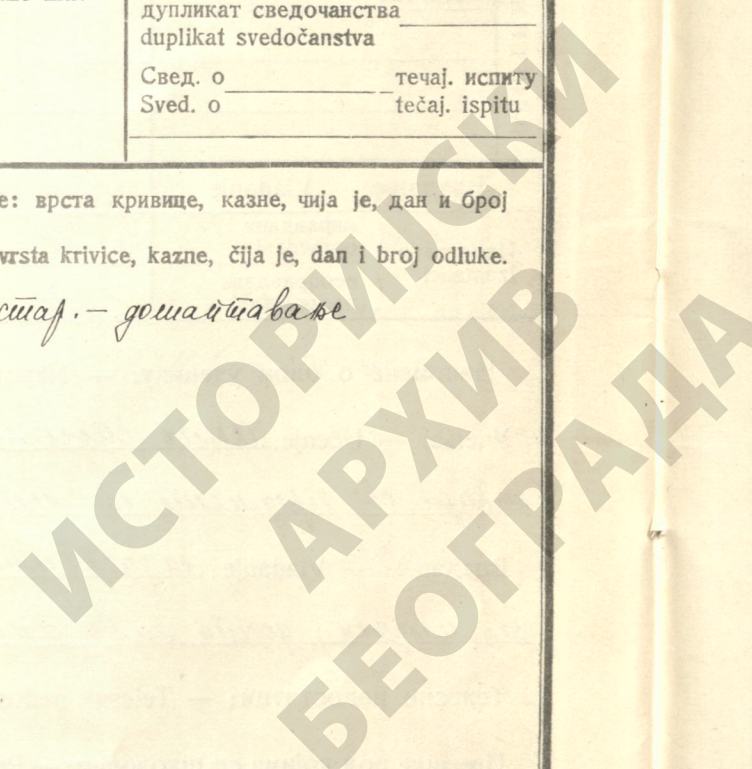 дупликат сведочанства
duplikat svedočanstva
Свед. о течај. испиту
Sved. o tečaj. ispitu
е: врста кривице, казне, чија је, дан и број
vrsta krivice, kazne, čija je, dan i broj odluke.
стар. – дошаптавање
ИСТОРИЈСКИ
АРХИВ
БЕОГРАДА